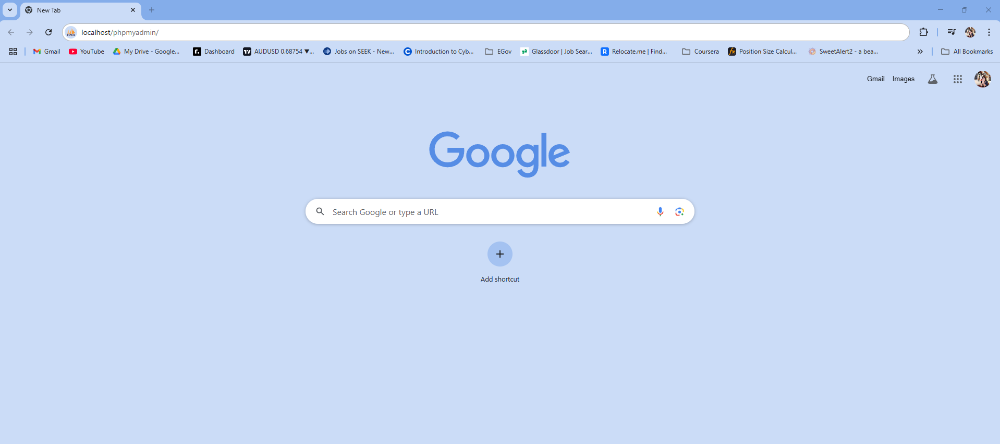 New Tab
localhost/phpmyadmin/
Gmail YouTube My Drive - Google... Dashboard AUDUSD 0.68754 ▼... Jobs on SEEK - New... Introduction to Cyb... EGov Glassdoor | Job Sear... Relocate.me | Find... Coursera Position Size Calcul... SweetAlert2 - a bea... All Bookmarks
Gmail Images
Google
Search Google or type a URL
Add shortcut